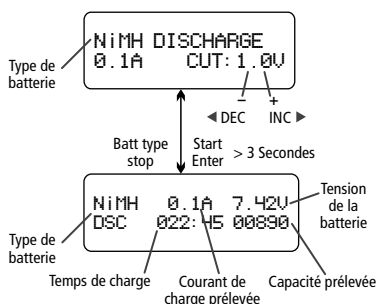 NiMH DISCHARGE
0.1A CUT:1.0V
Type de
batterie
– +
◀ DEC INC ▶
Batt type
stop
Start
Enter
> 3 Secondes
NiMH 0.1A 7.42V
DSC 022:45 00890
Tension
de la
batterie
Type de
batterie
Temps de charge
Courant de
charge prélevée
Capacité prélevée